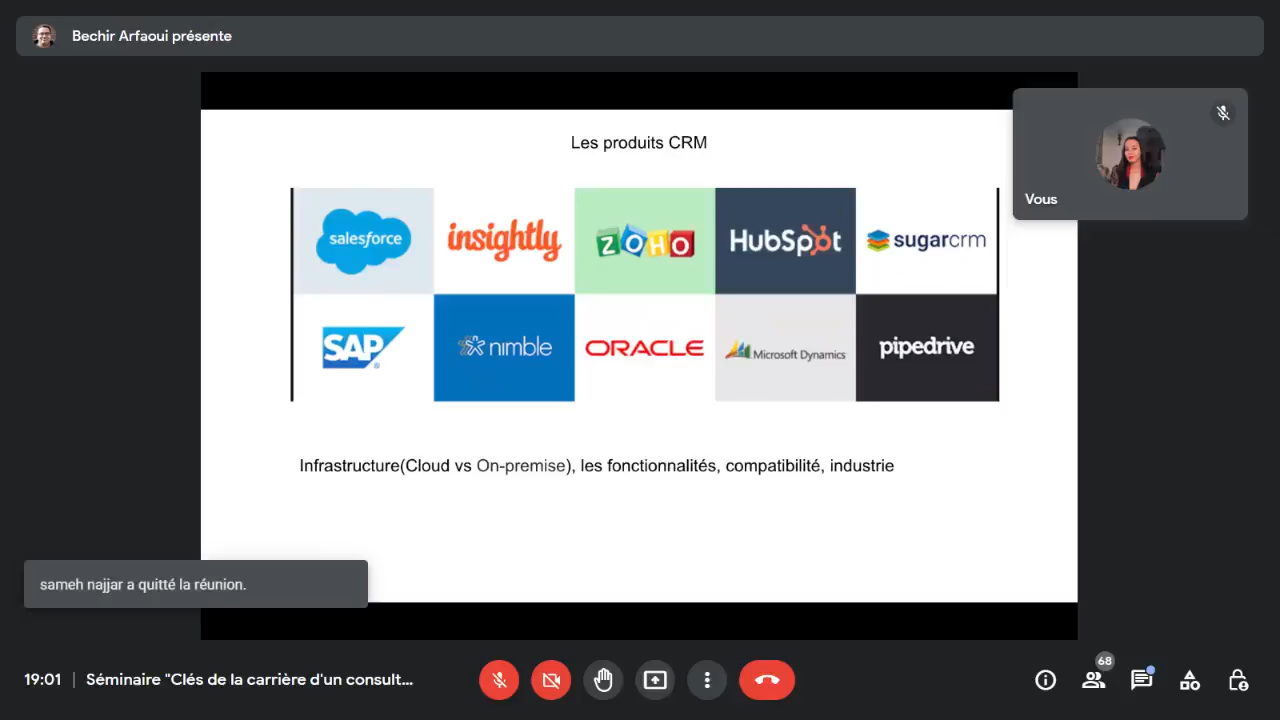 Bechir Arfaoui présente
Les produits CRM
Vous
salesforce
insightly
ZOHO
HubSpot
sugarcrm
SAP
nimble
ORACLE
Microsoft Dynamics
pipedrive
Infrastructure(Cloud vs On-premise), les fonctionnalités, compatibilité, industrie
sameh najjar a quitté la réunion.
19:01 | Séminaire "Clés de la carrière d'un consult...
68